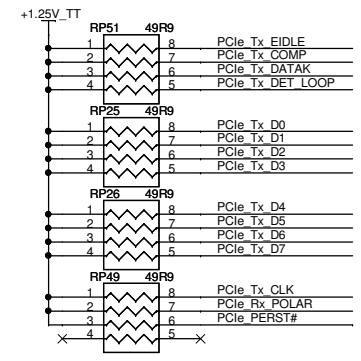 +1.25V_TT
RP51 49R9
1 8 PCIe_Tx_EIDLE
2 7 PCIe_Tx_COMP
3 6 PCIe_Tx_DATAK
4 5 PCIe_Tx_DET_LOOP
RP25 49R9
1 8 PCIe_Tx_D0
2 7 PCIe_Tx_D1
3 6 PCIe_Tx_D2
4 5 PCIe_Tx_D3
RP26 49R9
1 8 PCIe_Tx_D4
2 7 PCIe_Tx_D5
3 6 PCIe_Tx_D6
4 5 PCIe_Tx_D7
RP49 49R9
1 8 PCIe_Tx_CLK
2 7 PCIe_Rx_POLAR
3 6 PCIe_PERST#
4 5